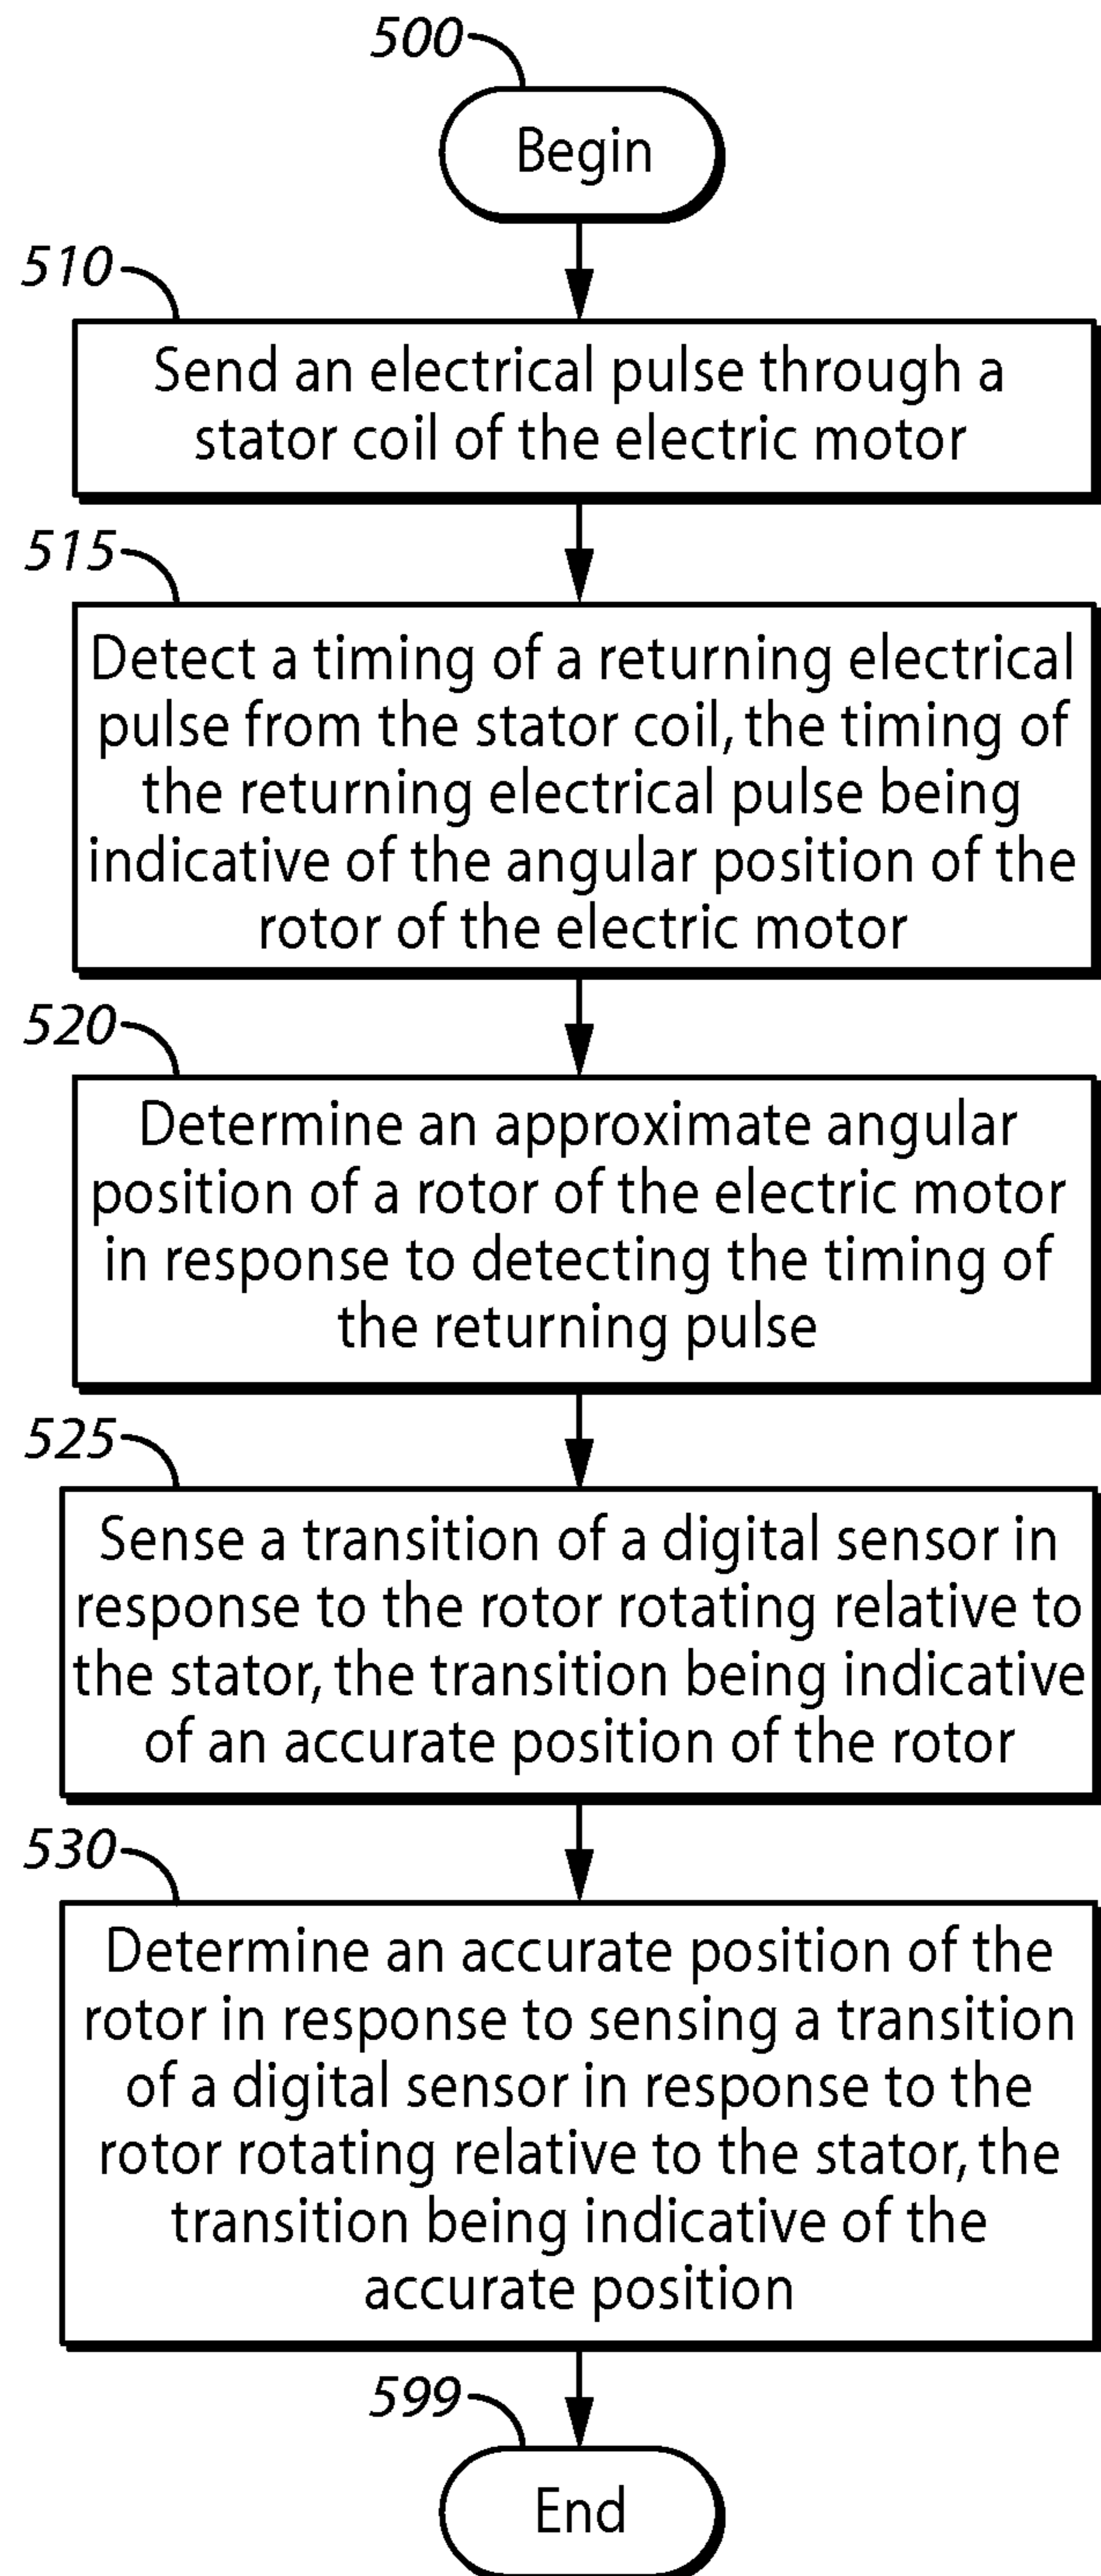 500
Begin
510
Send an electrical pulse through a
stator coil of the electric motor
515
Detect a timing of a returning electrical
pulse from the stator coil, the timing of
the returning electrical pulse being
indicative of the angular position of the
rotor of the electric motor
520
Determine an approximate angular
position of a rotor of the electric motor
in response to detecting the timing of
the returning pulse
525
Sense a transition of a digital sensor in
response to the rotor rotating relative to
the stator, the transition being indicative
of an accurate position of the rotor
530
Determine an accurate position of the
rotor in response to sensing a transition
of a digital sensor in response to the
rotor rotating relative to the stator, the
transition being indicative of the
accurate position
599
End